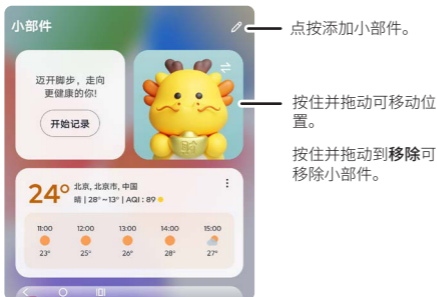 小部件
点按添加小部件。
迈开脚步，走向
更健康的你!
开始记录
按住并拖动可移动位
置。
按住并拖动到移除可
移除小部件。
24° 北京, 北京市, 中国
晴 | 28°~13° | AQI : 89
11:00 12:00 13:00 14:00 15:00
23° 25° 26° 28° 27°